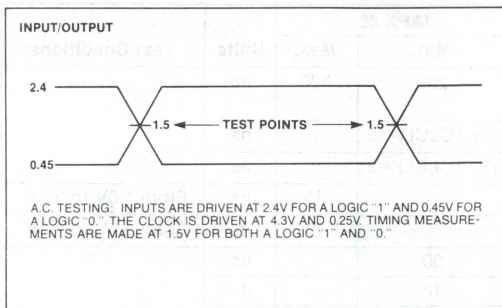 INPUT/OUTPUT
2.4
1.5 TEST POINTS 1.5
0.45
A.C. TESTING: INPUTS ARE DRIVEN AT 2.4V FOR A LOGIC "1" AND 0.45V FOR
A LOGIC "0." THE CLOCK IS DRIVEN AT 4.3V AND 0.25V. TIMING MEASURE-
MENTS ARE MADE AT 1.5V FOR BOTH A LOGIC "1" AND "0."